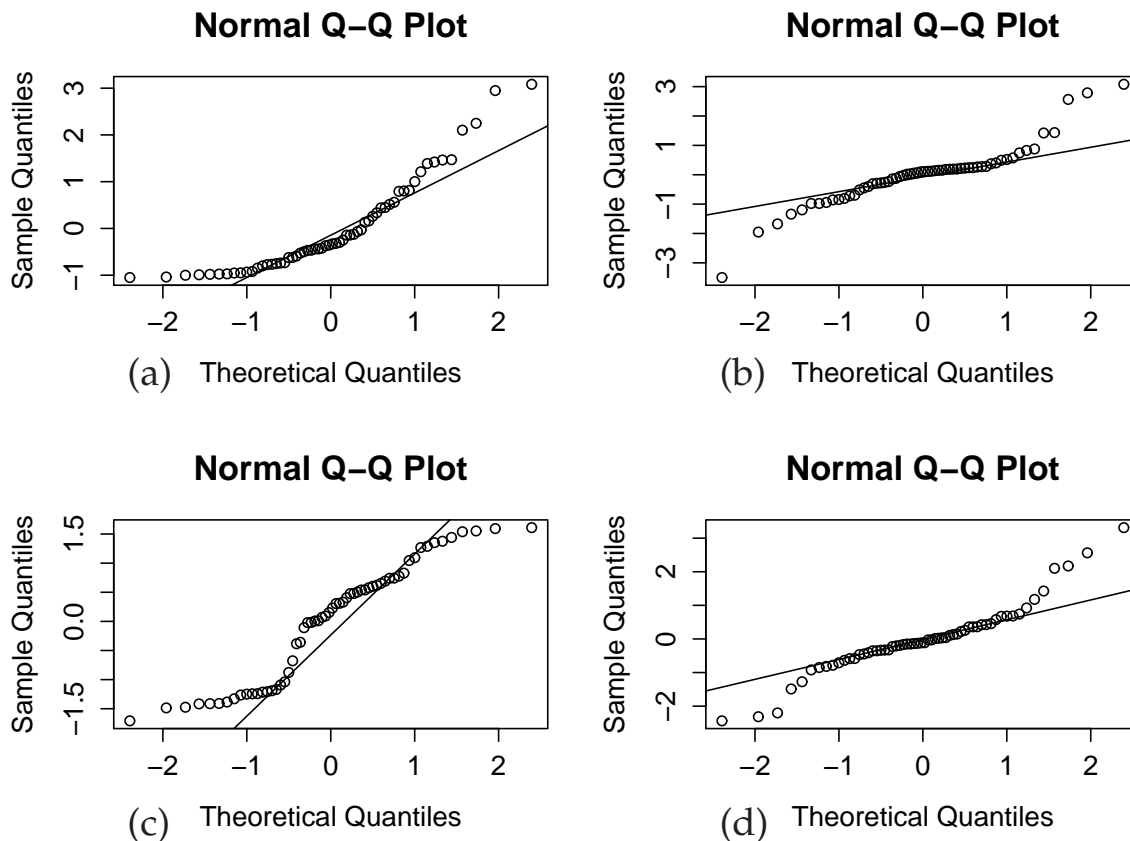 Normal Q−Q Plot
Sample Quantiles
3
2
1
0
−1
−2 −1 0 1 2
(a) Theoretical Quantiles
Normal Q−Q Plot
Sample Quantiles
3
1
−1
−3
−2 −1 0 1 2
(b) Theoretical Quantiles
Normal Q−Q Plot
Sample Quantiles
1.5
0.0
−1.5
−2 −1 0 1 2
(c) Theoretical Quantiles
Normal Q−Q Plot
Sample Quantiles
2
0
−2
−2 −1 0 1 2
(d) Theoretical Quantiles